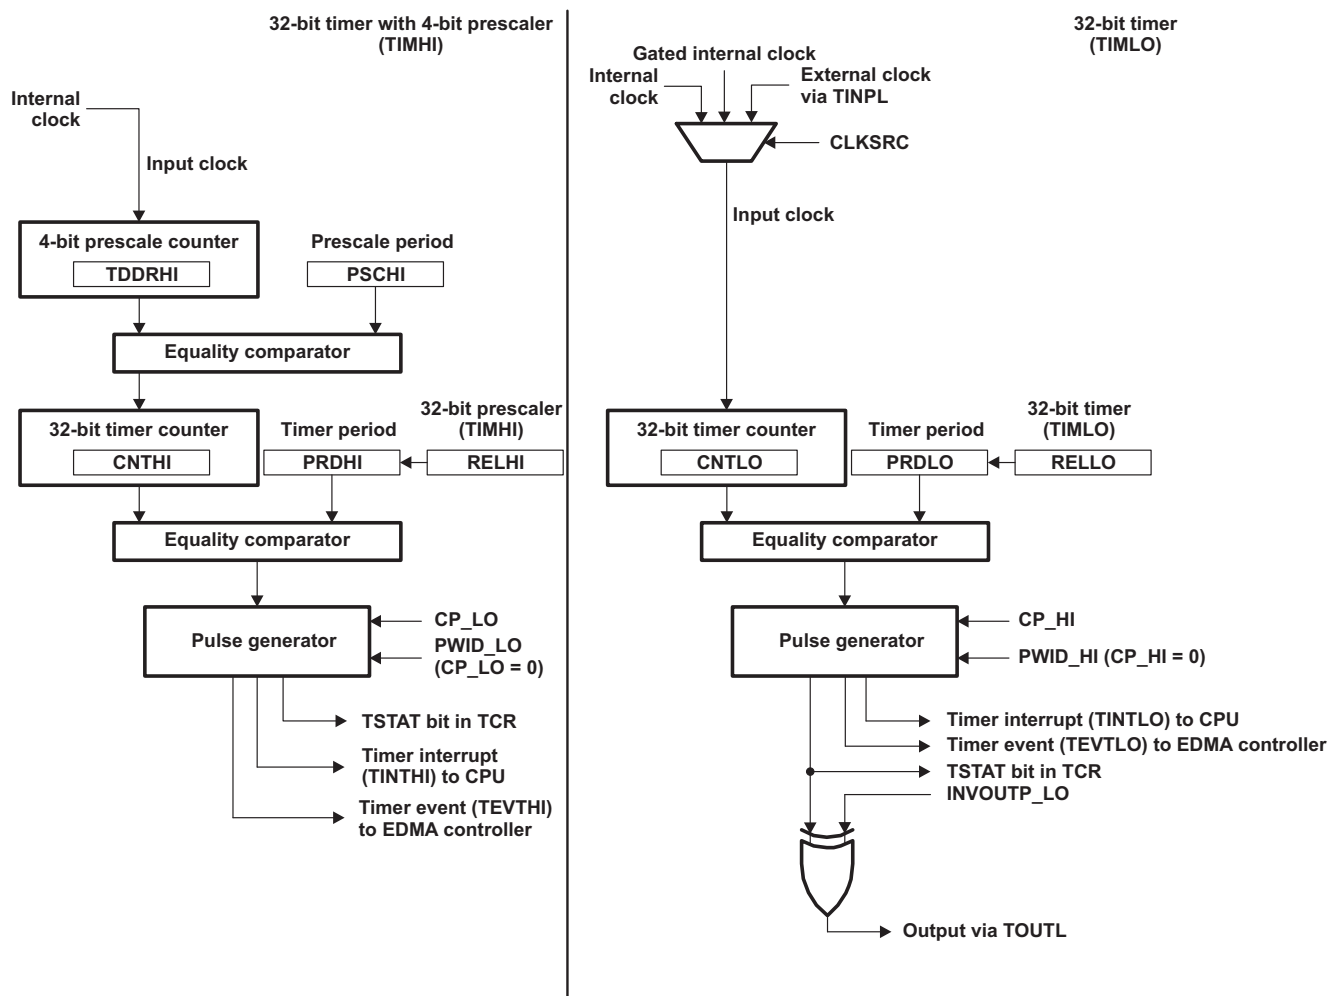 32-bit timer with 4-bit prescaler
(TIMHI)
Internal
clock
Input clock
4-bit prescale counter
TDDRHI
Prescale period
PSCHI
Equality comparator
32-bit timer counter
CNTHI
Timer period
PRDHI
32-bit prescaler
(TIMHI)
RELHI
Equality comparator
Pulse generator
CP_LO
PWID_LO
(CP_LO = 0)
TSTAT bit in TCR
Timer interrupt
(TINTHI) to CPU
Timer event (TEVTHI)
to EDMA controller
32-bit timer
(TIMLO)
Gated internal clock
Internal
clock
External clock
via TINPL
CLKSRC
Input clock
32-bit timer counter
CNTLO
Timer period
PRDLO
32-bit timer
(TIMLO)
RELLO
Equality comparator
Pulse generator
CP_HI
PWID_HI (CP_HI = 0)
Timer interrupt (TINTLO) to CPU
Timer event (TEVTLO) to EDMA controller
TSTAT bit in TCR
INVOUTP_LO
Output via TOUTL